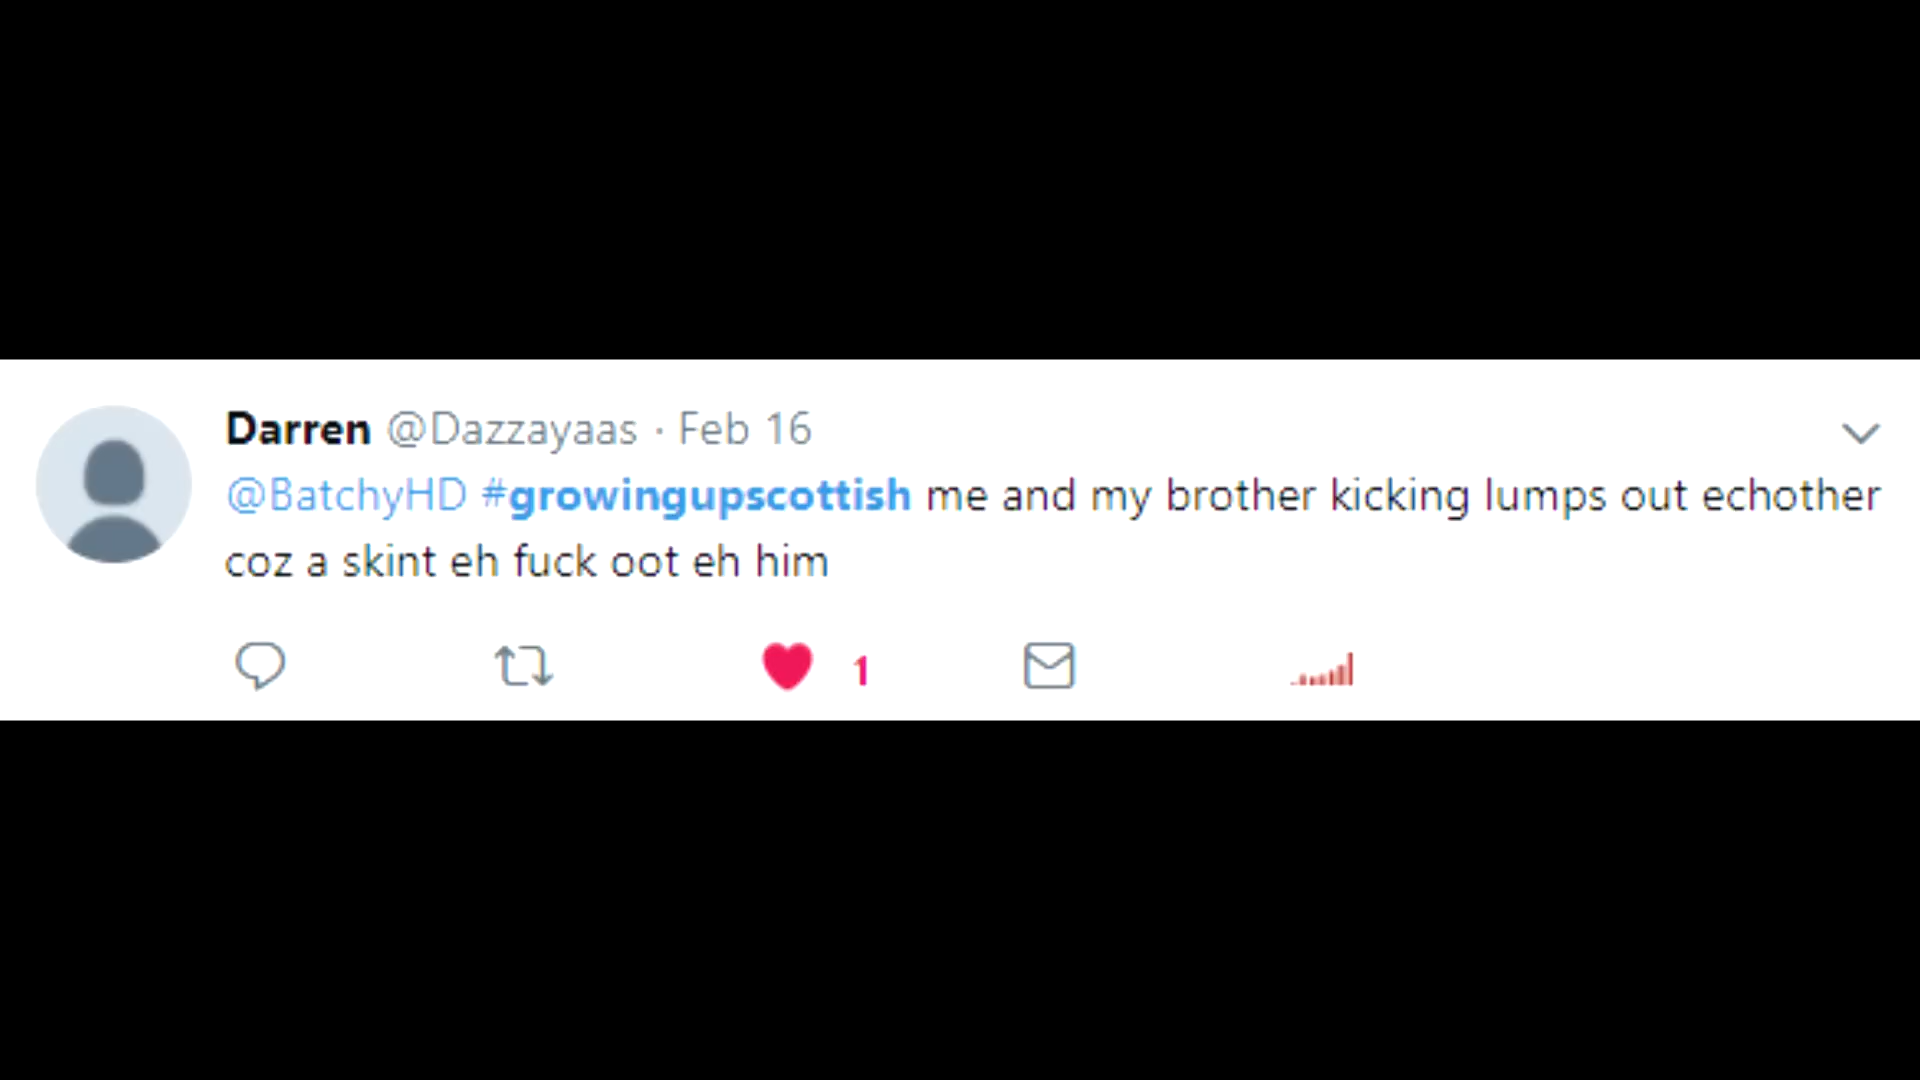 Darren @Dazzayaas · Feb 16
@BatchyHD #growingupscottish me and my brother kicking lumps out echother
coz a skint eh fuck oot eh him
1